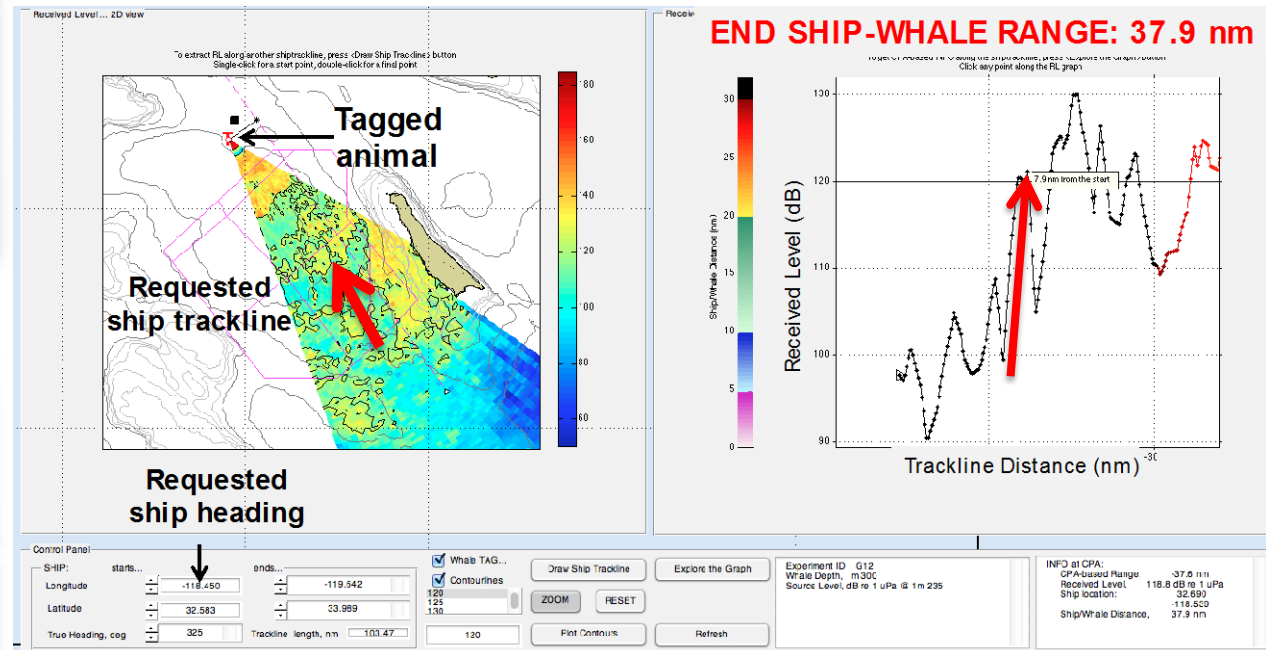 Received Level... 2D view
To extract RL along another ship trackline, press <Draw Ship Trackline> button
Single-click for a start point, double-click for a final point
Tagged
animal
Requested
ship trackline
Requested
ship heading
80
60
40
20
00
80
60
Receiv
END SHIP-WHALE RANGE: 37.9 nm
Click any point along the RL graph
30
25
20
15
10
5
0
Ship/Whale Distance (nm)
Received Level (dB)
130
120
110
100
90
7.9 nm from the start
-30
Trackline Distance (nm)
Control Panel
SHIP: starts... ends...
Longitude -118.450 -119.642
Latitude 32.583 33.989
True Heading, deg 325 Trackline length, nm 103.47
Whale TAG...
Contourlines
120
125
130
120
Draw Ship Trackline
ZOOM RESET
Plot Contours
Explore the Graph
Refresh
Experiment ID G12
Whale Depth, m 300
Source Level, dB re 1 uPa @ 1m 235
INFO at CPA:
CPA-based Range -37.6 nm
Received Level, 118.8 dB re 1 uPa
Ship location: 32.690
-118.539
Ship/Whale Distance, 37.9 nm